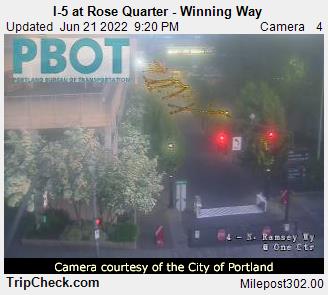 I-5 at Rose Quarter - Winning Way
Updated Jun 21 2022 9:20 PM Camera 4
PBOT
PORTLAND BUREAU OF TRANSPORTATION
4 - N. Ramsey Wy
@ One Ctr
Camera courtesy of the City of Portland
TripCheck.com Milepost302.00